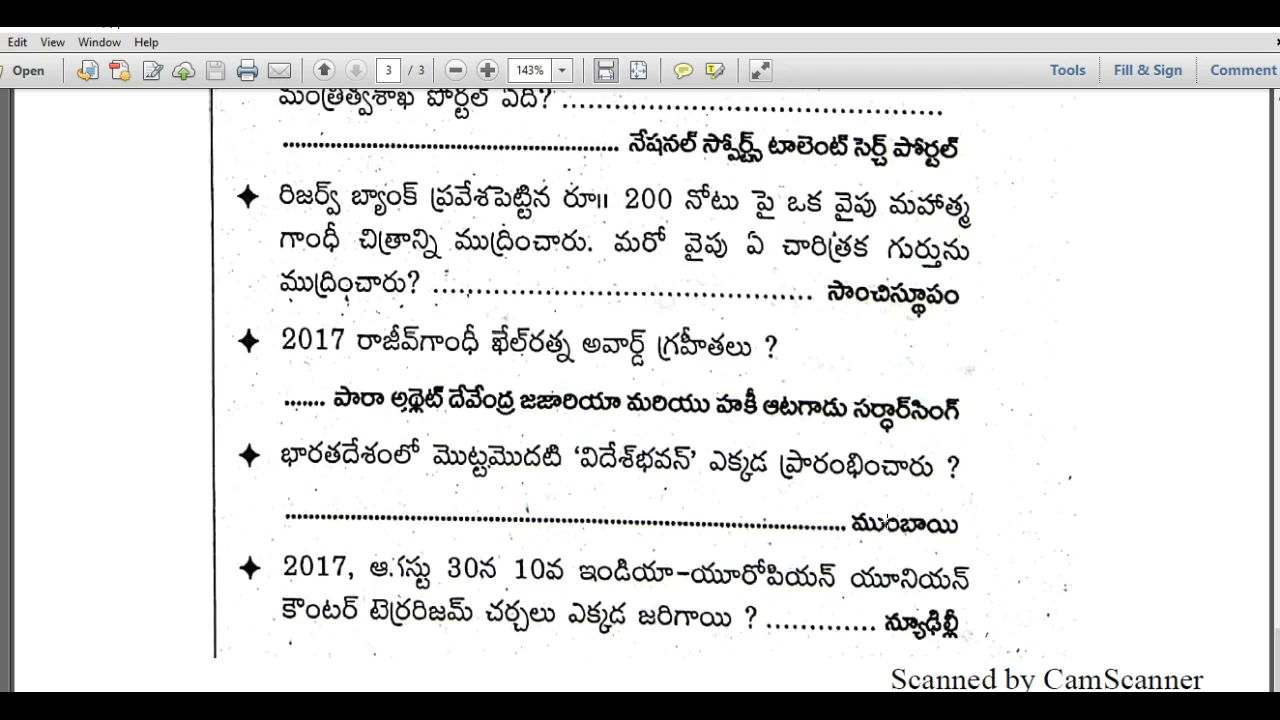 Edit View Window Help
Open 3 / 3 143% Tools Fill & Sign Comment
మంత్రిత్వశాఖ పోర్టల్ ఏది? ................................................
........................................................ నేషనల్ స్పోర్ట్స్ టాలెంట్ సెర్చ్ పోర్టల్
✦ రిజర్వ్ బ్యాంక్ ప్రవేశపెట్టిన రూ॥ 200 నోటు పై ఒక వైపు మహాత్మ
గాంధీ చిత్రాన్ని ముద్రించారు. మరో వైపు ఏ చారిత్రక గుర్తును
ముద్రించారు? ................................................ సాంచిస్థూపం
✦ 2017 రాజీవ్‌గాంధీ ఖేల్‌రత్న అవార్డ్ గ్రహీతలు ?
....... పారా అథ్లెట్ దేవేంద్ర జజారియా మరియు హకీ ఆటగాడు సర్ధార్‌సింగ్
✦ భారతదేశంలో మొట్టమొదటి ‘విదేశ్‌భవన్’ ఎక్కడ ప్రారంభించారు ?
................................................................................ ముంబాయి
✦ 2017, ఆగస్టు 30న 10వ ఇండియా-యూరోపియన్ యూనియన్
కౌంటర్ టెర్రరిజమ్ చర్చలు ఎక్కడ జరిగాయి ? ............. న్యూఢిల్లీ
Scanned by CamScanner